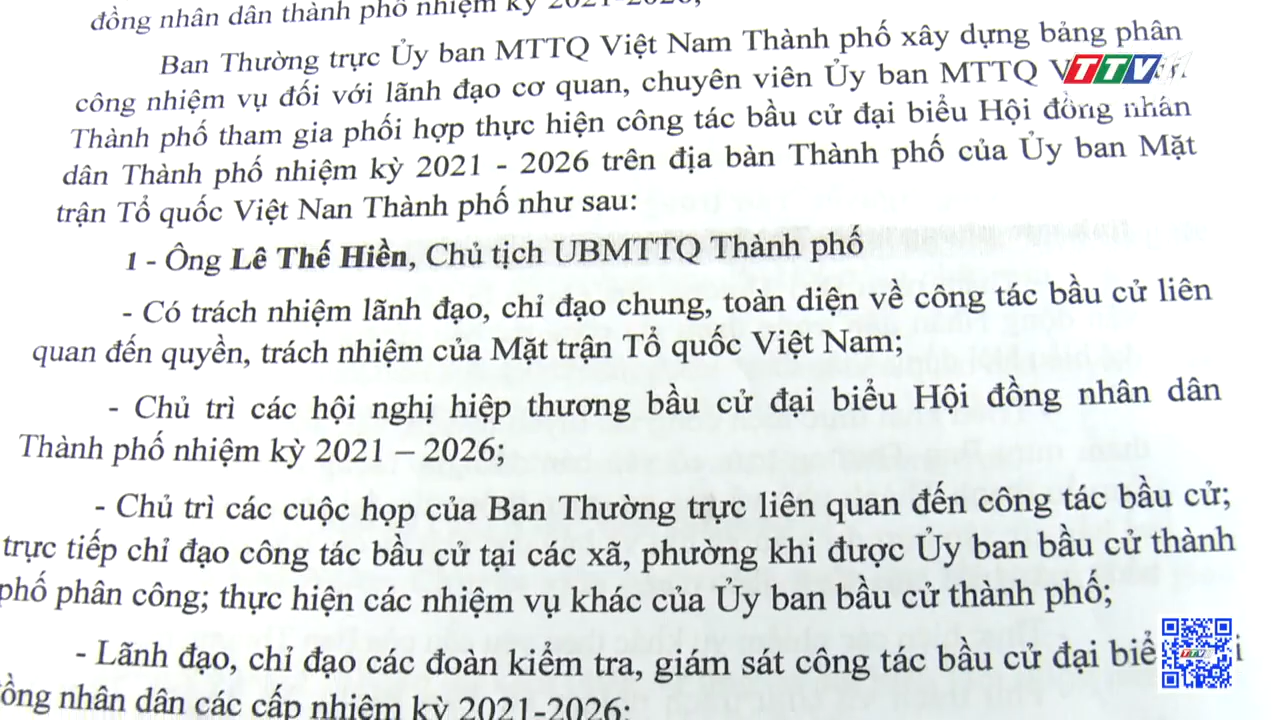 đồng nhân dân thành phố nhiệm kỳ 2021-2026;
Ban Thường trực Ủy ban MTTQ Việt Nam Thành phố xây dựng bảng phân
công nhiệm vụ đối với lãnh đạo cơ quan, chuyên viên Ủy ban MTTQ
TTV11
Thành phố tham gia phối hợp thực hiện công tác bầu cử đại biểu Hội đồng nhân
dân Thành phố nhiệm kỳ 2021 - 2026 trên địa bàn Thành phố của Ủy ban Mặt
trận Tổ quốc Việt Nan Thành phố như sau:
1 - Ông Lê Thế Hiền, Chủ tịch UBMTTQ Thành phố
- Có trách nhiệm lãnh đạo, chỉ đạo chung, toàn diện về công tác bầu cử liên
quan đến quyền, trách nhiệm của Mặt trận Tổ quốc Việt Nam;
- Chủ trì các hội nghị hiệp thương bầu cử đại biểu Hội đồng nhân dân
Thành phố nhiệm kỳ 2021 – 2026;
- Chủ trì các cuộc họp của Ban Thường trực liên quan đến công tác bầu cử;
trực tiếp chỉ đạo công tác bầu cử tại các xã, phường khi được Ủy ban bầu cử thành
phố phân công; thực hiện các nhiệm vụ khác của Ủy ban bầu cử thành phố;
- Lãnh đạo, chỉ đạo các đoàn kiểm tra, giám sát công tác bầu cử đại
đồng nhân dân các cấp nhiệm kỳ 2021-2026;